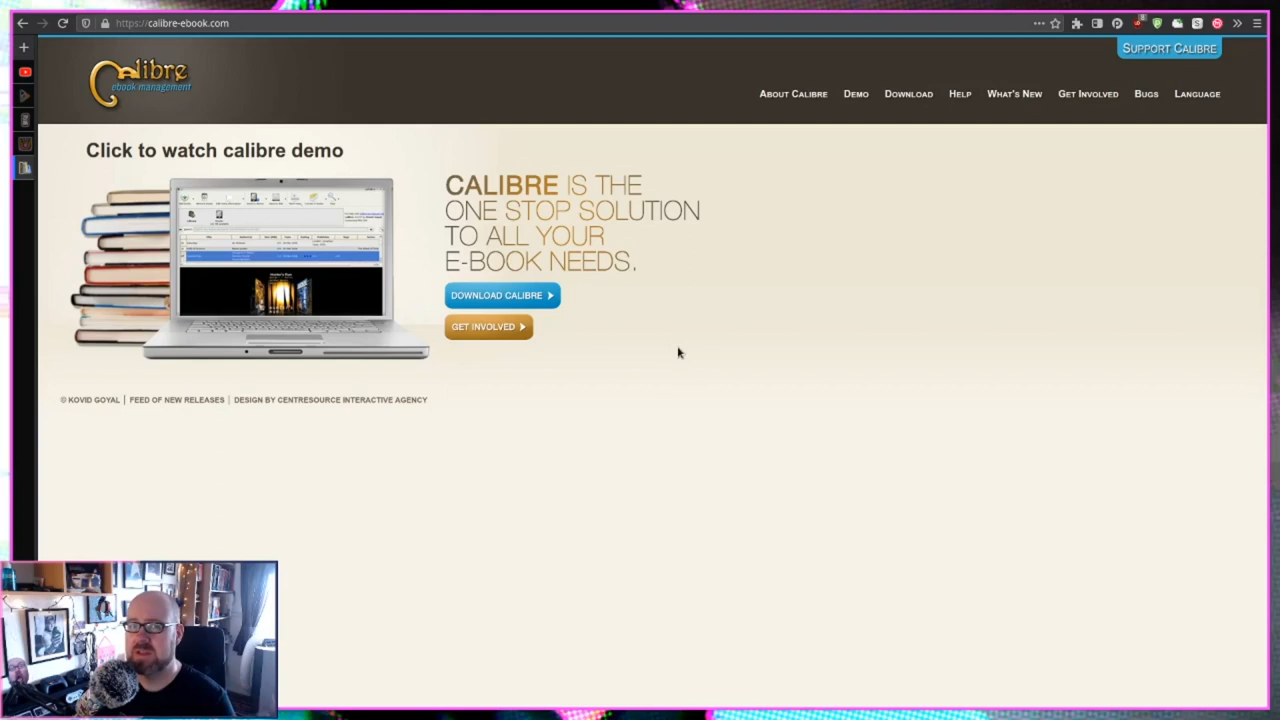 https://calibre-ebook.com
SUPPORT CALIBRE
Calibre
ebook management
ABOUT CALIBRE
DEMO
DOWNLOAD
HELP
WHAT'S NEW
GET INVOLVED
BUGS
LANGUAGE
Click to watch calibre demo
CALIBRE IS THE
ONE STOP SOLUTION
TO ALL YOUR
E-BOOK NEEDS.
DOWNLOAD CALIBRE
GET INVOLVED
© KOVID GOYAL | FEED OF NEW RELEASES | DESIGN BY CENTRESOURCE INTERACTIVE AGENCY